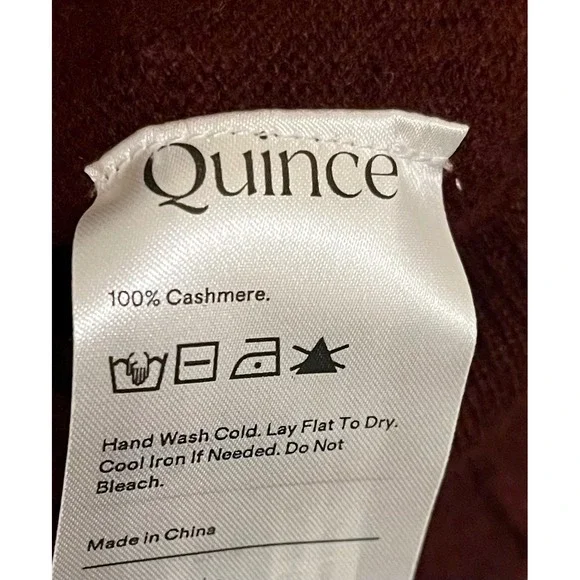 Quince
100% Cashmere.
Hand Wash Cold. Lay Flat To Dry.
Cool Iron If Needed. Do Not
Bleach.
Made in China